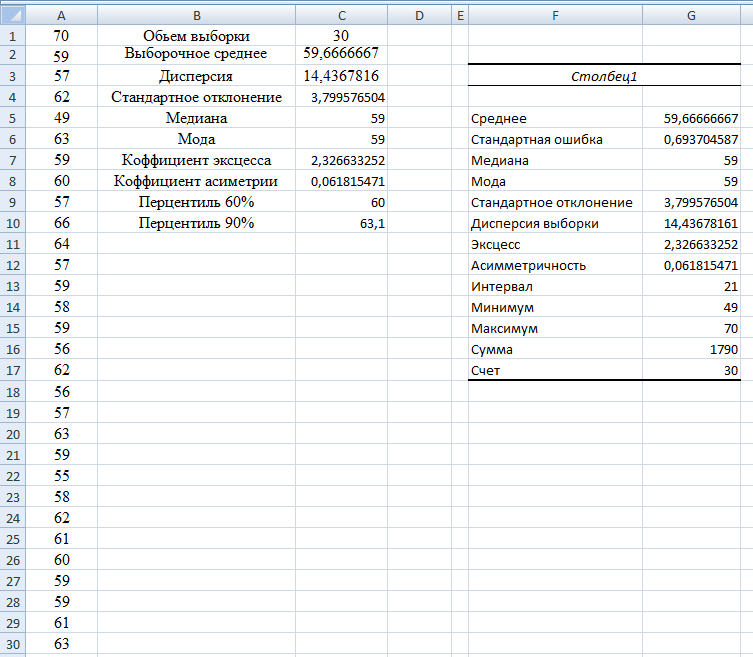 A B C D E F G
1 70 Обьем выборки 30
2 59 Выборочное среднее 59,6666667
3 57 Дисперсия 14,4367816 Столбец1
4 62 Стандартное отклонение 3,799576504
5 49 Медиана 59 Среднее 59,66666667
6 63 Мода 59 Стандартная ошибка 0,693704587
7 59 Коффициент эксцесса 2,326633252 Медиана 59
8 60 Коффициент асиметрии 0,061815471 Мода 59
9 57 Перцентиль 60% 60 Стандартное отклонение 3,799576504
10 66 Перцентиль 90% 63,1 Дисперсия выборки 14,43678161
11 64 Эксцесс 2,326633252
12 57 Асимметричность 0,061815471
13 59 Интервал 21
14 58 Минимум 49
15 59 Максимум 70
16 56 Сумма 1790
17 62 Счет 30
18 56
19 57
20 63
21 59
22 55
23 58
24 62
25 61
26 60
27 59
28 59
29 61
30 63